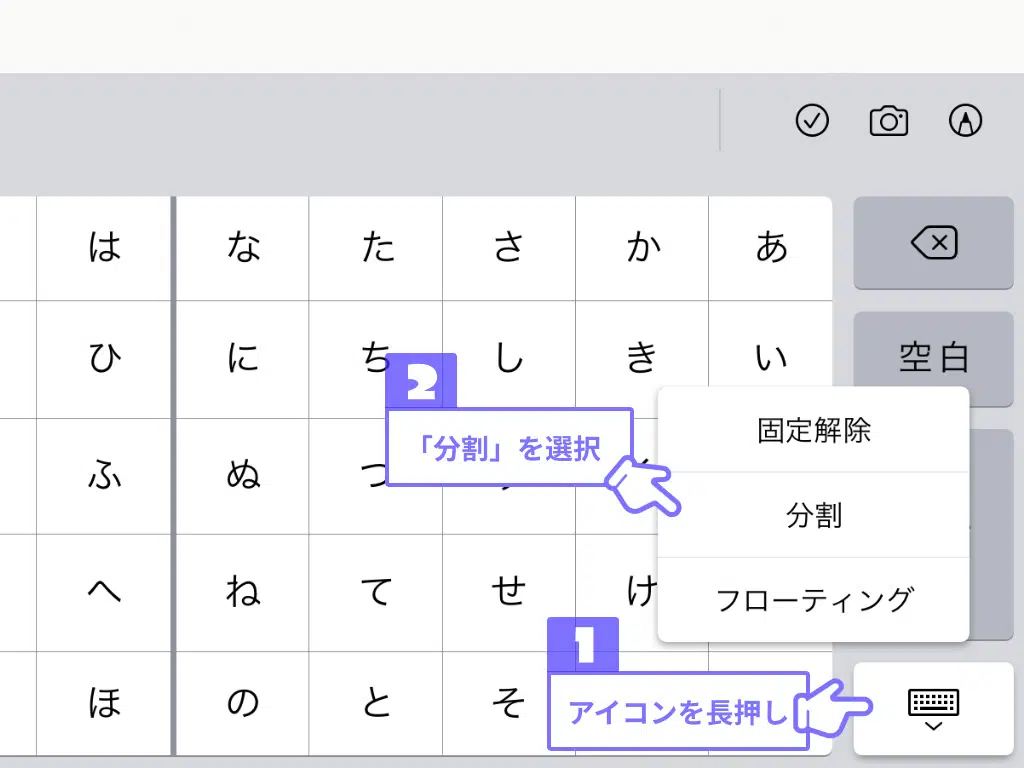 は な た さ か あ
ひ に ち し き い 空白
2
「分割」を選択
固定解除
ふ ぬ つ
分割
へ ね て せ け
フローティング
1
ほ の と そ
アイコンを長押し